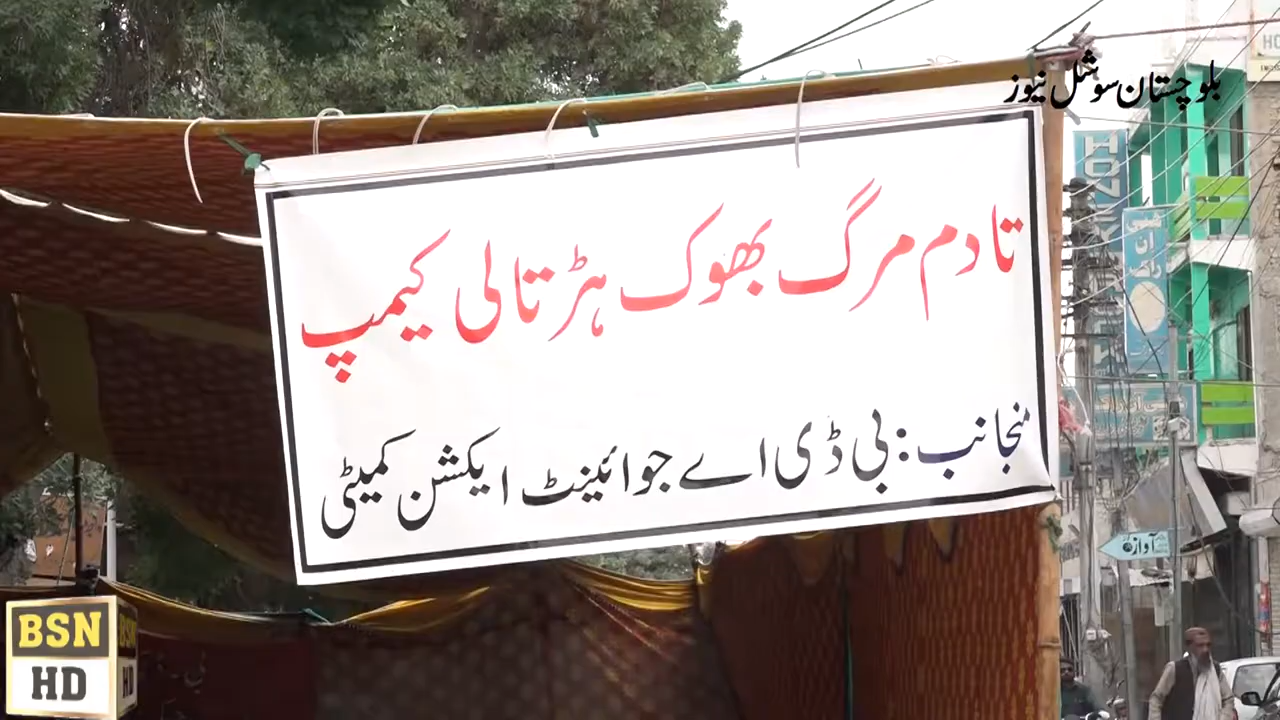 بلوچستان سوشل نیوز
تادم مرگ بھوک ہڑتالی کیمپ
منجانب: بی ڈی اے جوائینٹ ایکشن کمیٹی
آواز
BSN
HD